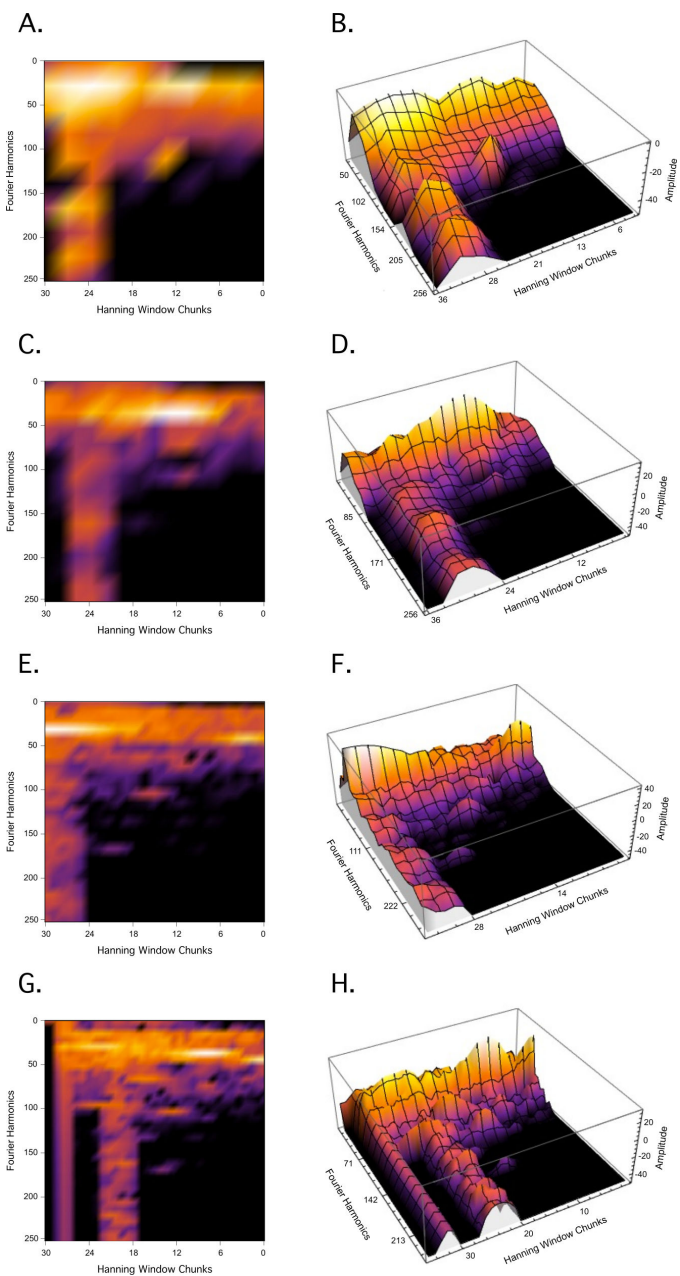 A.
0
50
100
150
200
250
30 24 18 12 6 0
Fourier Harmonics
Hanning Window Chunks
B.
50
102
154
205
256
Fourier Harmonics
36
28
21
13
6
Hanning Window Chunks
0
-20
-40
Amplitude
C.
0
50
100
150
200
250
30 24 18 12 6 0
Fourier Harmonics
Hanning Window Chunks
D.
85
171
256
Fourier Harmonics
36
24
12
Hanning Window Chunks
20
0
-20
-40
Amplitude
E.
0
50
100
150
200
250
30 24 18 12 6 0
Fourier Harmonics
Hanning Window Chunks
F.
111
222
Fourier Harmonics
28
14
Hanning Window Chunks
40
20
0
-20
-40
Amplitude
G.
0
50
100
150
200
250
30 24 18 12 6 0
Fourier Harmonics
Hanning Window Chunks
H.
71
142
213
Fourier Harmonics
30
20
10
Hanning Window Chunks
20
0
-20
-40
Amplitude